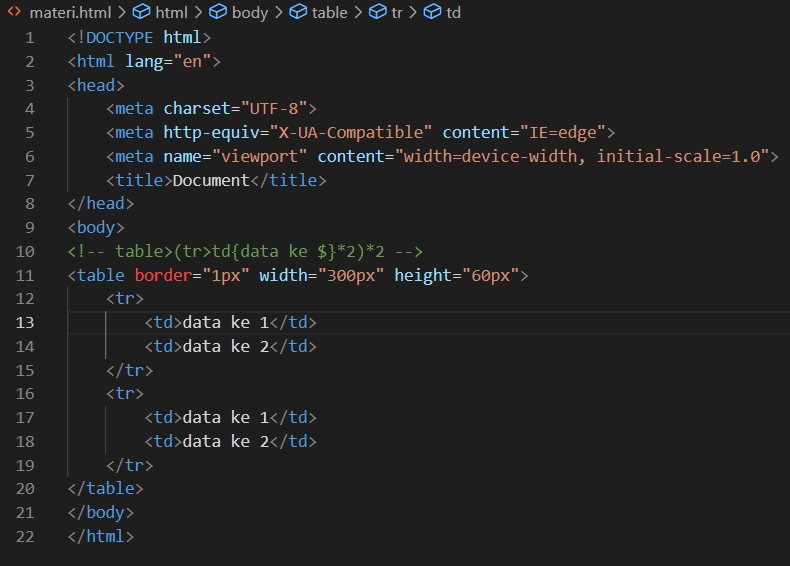 materi.html > html > body > table > tr > td
1 <!DOCTYPE html>
2 <html lang="en">
3 <head>
4     <meta charset="UTF-8">
5     <meta http-equiv="X-UA-Compatible" content="IE=edge">
6     <meta name="viewport" content="width=device-width, initial-scale=1.0">
7     <title>Document</title>
8 </head>
9 <body>
10 <!-- table>(tr>td{data ke $}*2)*2 -->
11 <table border="1px" width="300px" height="60px">
12     <tr>
13         <td>data ke 1</td>
14         <td>data ke 2</td>
15     </tr>
16     <tr>
17         <td>data ke 1</td>
18         <td>data ke 2</td>
19     </tr>
20 </table>
21 </body>
22 </html>